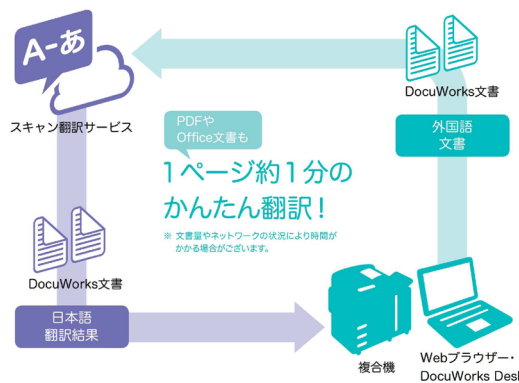 A-あ
スキャン翻訳サービス
DocuWorks文書
外国語
文書
PDFや
Office文書も
1ページ約1分の
かんたん翻訳！
※ 文書量やネットワークの状況により時間が
かかる場合がございます。
DocuWorks文書
日本語
翻訳結果
複合機
Webブラウザー・
DocuWorks Desk